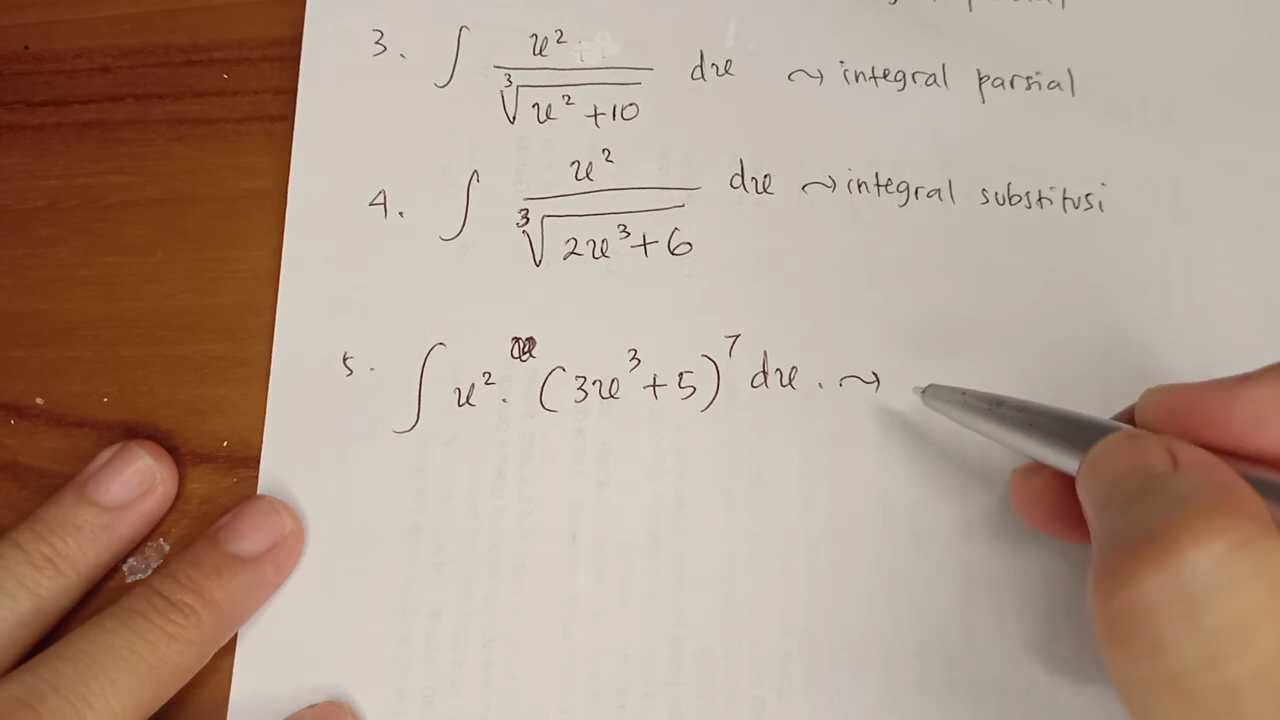 3. ∫ x² / ∛(x² + 10) dx ⤳ integral parsial
4. ∫ x² / ∛(2x³ + 6) dx ⤳ integral substitusi
5. ∫ x² . (3x³ + 5)⁷ dx . ⤳